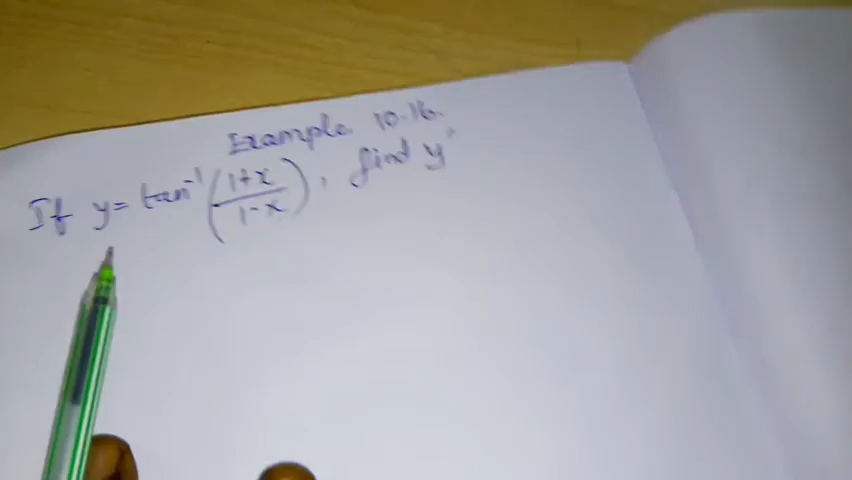 Example 10.16.
If y = tan⁻¹ (1+x / 1-x), find y'